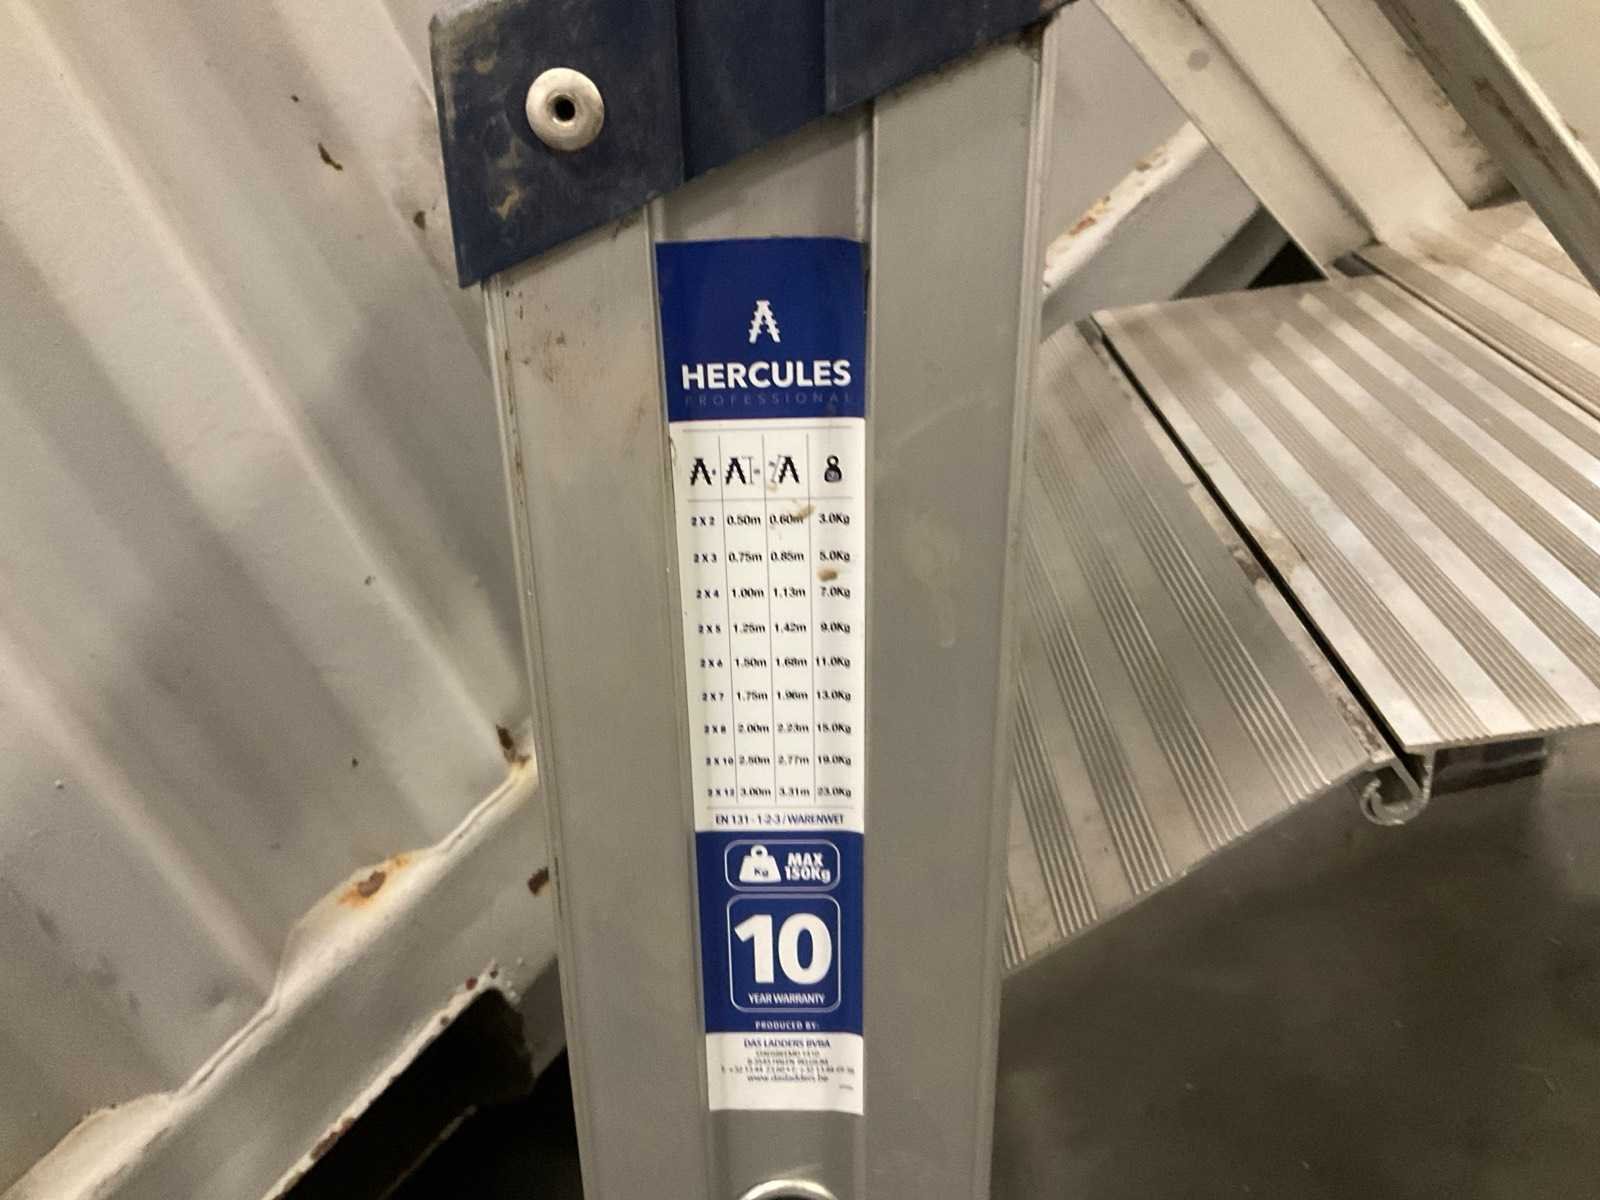 HERCULES
PROFESSIONAL
2 X 2 0.50m 0.60m 3.0Kg
2 X 3 0.75m 0.85m 5.0Kg
2 X 4 1.00m 1.13m 7.0Kg
2 X 5 1.25m 1.42m 9.0Kg
2 X 6 1.50m 1.68m 11.0Kg
2 X 7 1.75m 1.96m 13.0Kg
2 X 8 2.00m 2.23m 15.0Kg
2 X 10 2.50m 2.77m 19.0Kg
2 X 12 3.00m 3.31m 23.0Kg
EN 131 - 1-2-3 / WARENWET
Kg MAX
150Kg
10
YEAR WARRANTY
PRODUCED BY:
DAS LADDERS BVBA
www.dasladders.be